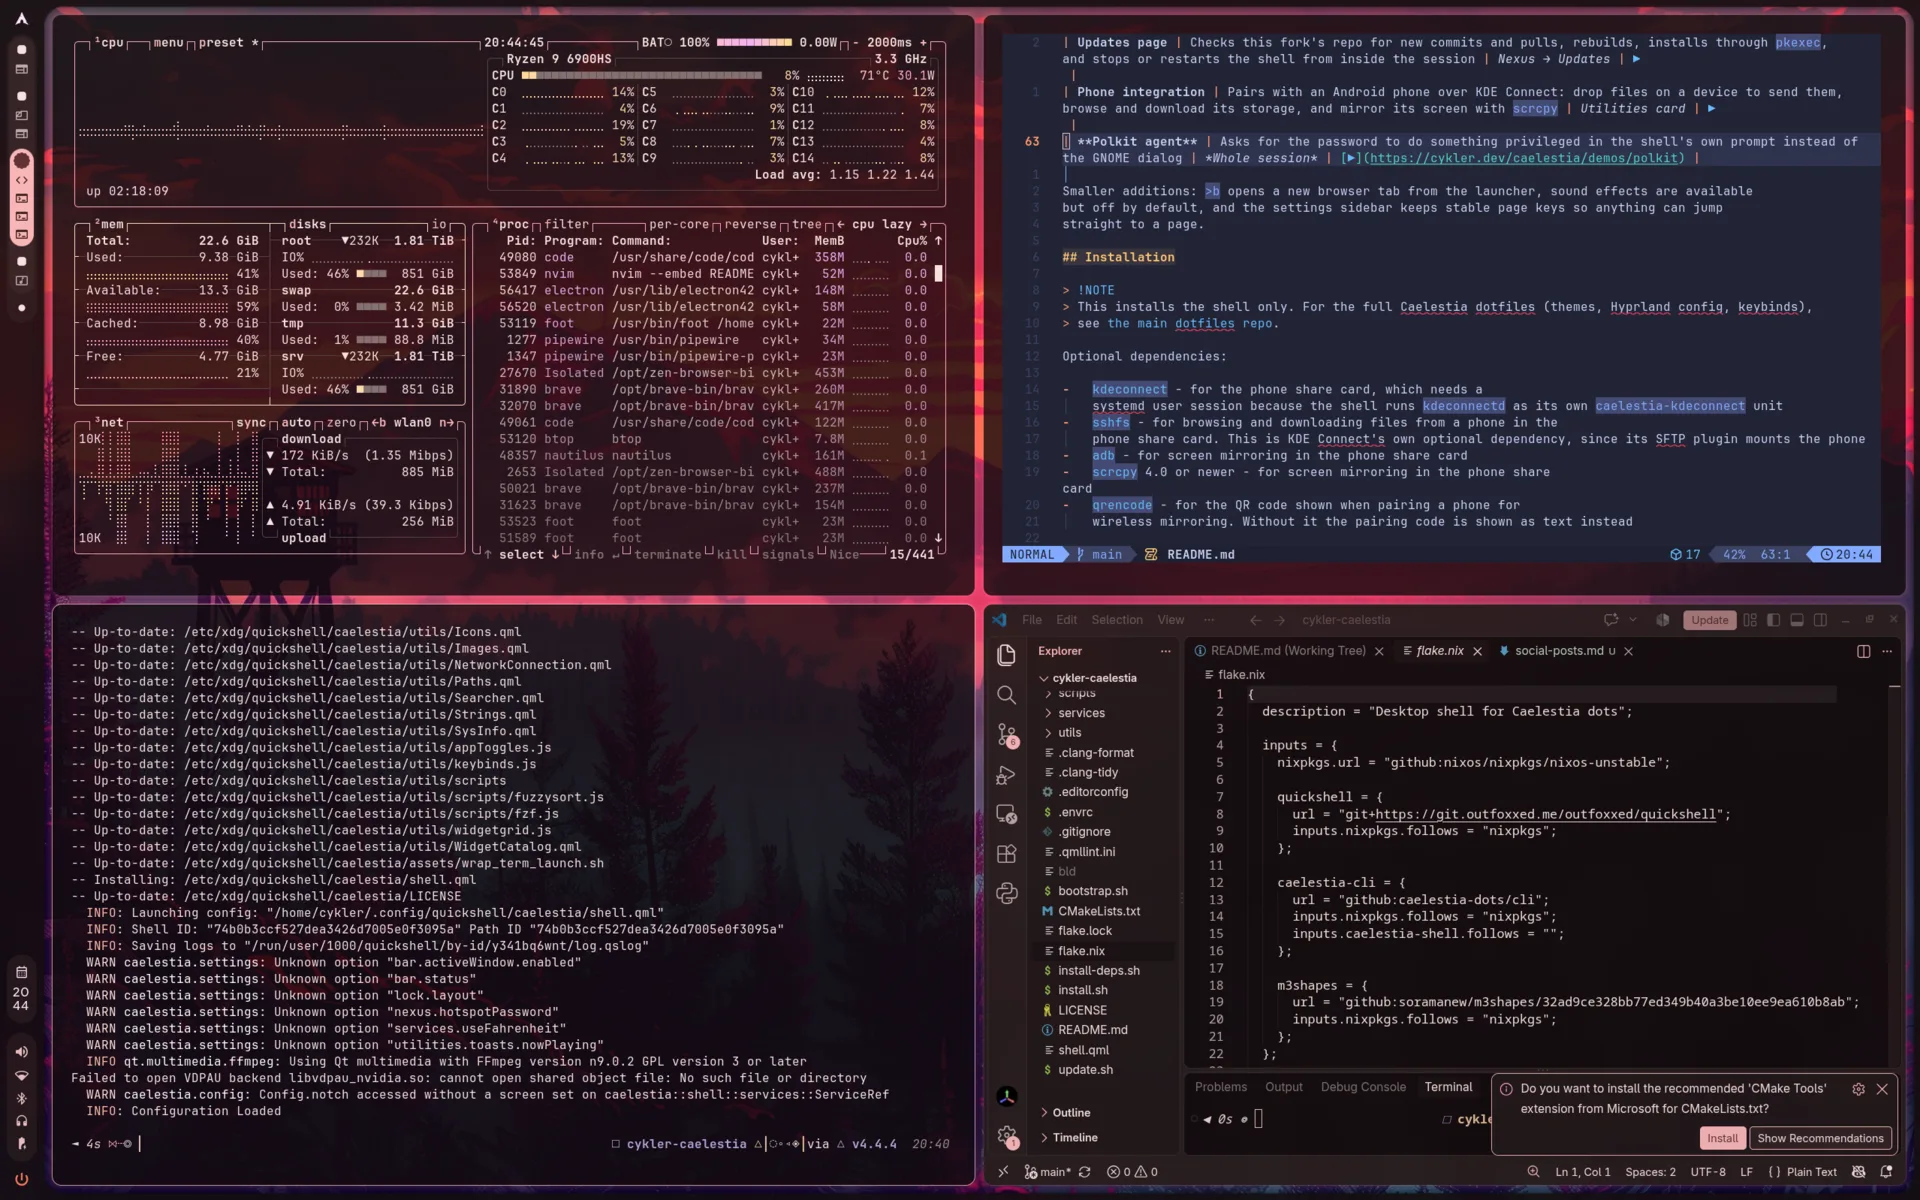 ¹cpu menu preset * 20:44:45 BAT○ 100% 0.00W - 2000ms +
Ryzen 9 6900HS 3.3 GHz
CPU 8% 71°C 30.1W
C0 14% C5 3% C10 12%
C1 4% C6 9% C11 7%
C2 19% C7 1% C12 8%
C3 5% C8 7% C13 4%
C4 13% C9 3% C14 8%
Load avg: 1.15 1.22 1.44
up 02:18:09
²mem disks io
Total: 22.6 GiB
Used: 9.38 GiB
41%
Available: 13.3 GiB
59%
Cached: 8.98 GiB
40%
Free: 4.77 GiB
21%
root ▼232K 1.81 TiB
IO%
Used: 46% 851 GiB
swap 22.6 GiB
Used: 0% 3.42 MiB
tmp 11.3 GiB
Used: 1% 88.8 MiB
srv ▼232K 1.81 TiB
IO%
Used: 46% 851 GiB
³net sync auto zero ←b wlan0 n→
10K
10K
download
▼ 172 KiB/s (1.35 Mibps)
▼ Total: 885 MiB
▲ 4.91 KiB/s (39.3 Kibps)
▲ Total: 256 MiB
upload
⁴proc filter per-core reverse tree ← cpu lazy →
Pid: Program: Command: User: MemB Cpu% ↑
49080 code /usr/share/code/cod cykl+ 358M 0.0
53849 nvim nvim --embed README cykl+ 52M 0.0
56417 electron /usr/lib/electron42 cykl+ 148M 0.0
56520 electron /usr/lib/electron42 cykl+ 58M 0.0
53119 foot /usr/bin/foot /home cykl+ 22M 0.0
1277 pipewire /usr/bin/pipewire cykl+ 34M 0.0
1347 pipewire /usr/bin/pipewire-p cykl+ 23M 0.0
27670 Isolated /opt/zen-browser-bi cykl+ 453M 0.0
31890 brave /opt/brave-bin/brav cykl+ 260M 0.0
32070 brave /opt/brave-bin/brav cykl+ 417M 0.0
49061 code /usr/share/code/cod cykl+ 122M 0.0
53120 btop btop cykl+ 7.8M 0.0
48357 nautilus nautilus cykl+ 161M 0.1
2653 Isolated /opt/zen-browser-bi cykl+ 488M 0.0
50021 brave /opt/brave-bin/brav cykl+ 237M 0.0
31623 brave /opt/brave-bin/brav cykl+ 154M 0.0
53523 foot foot cykl+ 23M 0.0
51589 foot foot cykl+ 23M 0.0 ↓
↑ select ↓ info ↵ terminate kill signals Nice 15/441
2 | Updates page | Checks this fork's repo for new commits and pulls, rebuilds, installs through pkexec,
and stops or restarts the shell from inside the session | Nexus → Updates | ▶
|
1 | Phone integration | Pairs with an Android phone over KDE Connect: drop files on a device to send them,
browse and download its storage, and mirror its screen with scrcpy | Utilities card | ▶
|
63 | **Polkit agent** | Asks for the password to do something privileged in the shell's own prompt instead of
the GNOME dialog | *Whole session* | [▶](https://cykler.dev/caelestia/demos/polkit) |
1
2 Smaller additions: >b opens a new browser tab from the launcher, sound effects are available
3 but off by default, and the settings sidebar keeps stable page keys so anything can jump
4 straight to a page.
5
6 ## Installation
7
8 > !NOTE
9 > This installs the shell only. For the full Caelestia dotfiles (themes, Hyprland config, keybinds),
10 > see the main dotfiles repo.
11
12 Optional dependencies:
13
14 - kdeconnect - for the phone share card, which needs a
15 systemd user session because the shell runs kdeconnectd as its own caelestia-kdeconnect unit
16 - sshfs - for browsing and downloading files from a phone in the
17 phone share card. This is KDE Connect's own optional dependency, since its SFTP plugin mounts the phone
18 - adb - for screen mirroring in the phone share card
19 - scrcpy 4.0 or newer - for screen mirroring in the phone share
card
20 - qrencode - for the QR code shown when pairing a phone for
21 wireless mirroring. Without it the pairing code is shown as text instead
22
NORMAL main README.md 17 42% 63:1 20:44
-- Up-to-date: /etc/xdg/quickshell/caelestia/utils/Icons.qml
-- Up-to-date: /etc/xdg/quickshell/caelestia/utils/Images.qml
-- Up-to-date: /etc/xdg/quickshell/caelestia/utils/NetworkConnection.qml
-- Up-to-date: /etc/xdg/quickshell/caelestia/utils/Paths.qml
-- Up-to-date: /etc/xdg/quickshell/caelestia/utils/Searcher.qml
-- Up-to-date: /etc/xdg/quickshell/caelestia/utils/Strings.qml
-- Up-to-date: /etc/xdg/quickshell/caelestia/utils/SysInfo.qml
-- Up-to-date: /etc/xdg/quickshell/caelestia/utils/appToggles.js
-- Up-to-date: /etc/xdg/quickshell/caelestia/utils/keybinds.js
-- Up-to-date: /etc/xdg/quickshell/caelestia/utils/scripts
-- Up-to-date: /etc/xdg/quickshell/caelestia/utils/scripts/fuzzysort.js
-- Up-to-date: /etc/xdg/quickshell/caelestia/utils/scripts/fzf.js
-- Up-to-date: /etc/xdg/quickshell/caelestia/utils/widgetgrid.js
-- Up-to-date: /etc/xdg/quickshell/caelestia/utils/WidgetCatalog.qml
-- Up-to-date: /etc/xdg/quickshell/caelestia/assets/wrap_term_launch.sh
-- Installing: /etc/xdg/quickshell/caelestia/shell.qml
-- Up-to-date: /etc/xdg/quickshell/caelestia/LICENSE
INFO: Launching config: "/home/cykler/.config/quickshell/caelestia/shell.qml"
INFO: Shell ID: "74b0b3ccf527dea3426d7005e0f3095a" Path ID "74b0b3ccf527dea3426d7005e0f3095a"
INFO: Saving logs to "/run/user/1000/quickshell/by-id/y341bq6wnt/log.qslog"
WARN caelestia.settings: Unknown option "bar.activeWindow.enabled"
WARN caelestia.settings: Unknown option "bar.status"
WARN caelestia.settings: Unknown option "lock.layout"
WARN caelestia.settings: Unknown option "nexus.hotspotPassword"
WARN caelestia.settings: Unknown option "services.useFahrenheit"
WARN caelestia.settings: Unknown option "utilities.toasts.nowPlaying"
INFO qt.multimedia.ffmpeg: Using Qt multimedia with FFmpeg version n9.0.2 GPL version 3 or later
Failed to open VDPAU backend libvdpau_nvidia.so: cannot open shared object file: No such file or directory
WARN caelestia.config: Config.notch accessed without a screen set on caelestia::shell::services::ServiceRef
INFO: Configuration Loaded
4s cykler-caelestia via v4.4.4 20:40
File Edit Selection View ··· ← → cykler-caelestia Update
Explorer ···
cykler-caelestia
scripts
services
utils
.clang-format
.clang-tidy
.editorconfig
.envrc
.gitignore
.qmllint.ini
bld
bootstrap.sh
CMakeLists.txt
flake.lock
flake.nix
install-deps.sh
install.sh
LICENSE
README.md
shell.qml
update.sh
Outline
Timeline
6
1
README.md (Working Tree) flake.nix social-posts.md U
flake.nix
1 {
2 description = "Desktop shell for Caelestia dots";
3
4 inputs = {
5 nixpkgs.url = "github:nixos/nixpkgs/nixos-unstable";
6
7 quickshell = {
8 url = "git+https://git.outfoxxed.me/outfoxxed/quickshell";
9 inputs.nixpkgs.follows = "nixpkgs";
10 };
11
12 caelestia-cli = {
13 url = "github:caelestia-dots/cli";
14 inputs.nixpkgs.follows = "nixpkgs";
15 inputs.caelestia-shell.follows = "";
16 };
17
18 m3shapes = {
19 url = "github:soramanew/m3shapes/32ad9ce328bb77ed349b40a3be10ee9ea610b8ab";
20 inputs.nixpkgs.follows = "nixpkgs";
21 };
22 };
Problems Output Debug Console Terminal
0s cykle
Do you want to install the recommended 'CMake Tools'
extension from Microsoft for CMakeLists.txt?
Install Show Recommendations
main* 0 0 Ln 1, Col 1 Spaces: 2 UTF-8 LF { } Plain Text
20
44